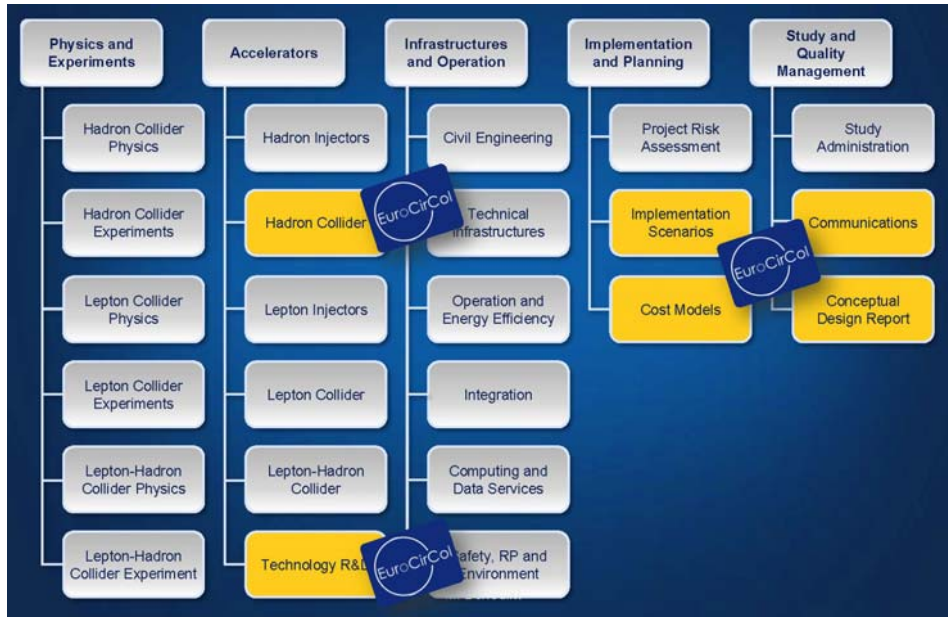 Physics and
Experiments
Hadron Collider
Physics
Hadron Collider
Experiments
Lepton Collider
Physics
Lepton Collider
Experiments
Lepton-Hadron
Collider Physics
Lepton-Hadron
Collider Experiment
Accelerators
Hadron Injectors
Hadron Collider
EuroCirCol
Lepton Injectors
Lepton Collider
Lepton-Hadron
Collider
Technology R&D
EuroCirCol
Infrastructures
and Operation
Civil Engineering
Technical
Infrastructures
Operation and
Energy Efficiency
Integration
Computing and
Data Services
Safety, RP and
Environment
Implementation
and Planning
Project Risk
Assessment
Implementation
Scenarios
Cost Models
EuroCirCol
Study and
Quality
Management
Study
Administration
Communications
Conceptual
Design Report